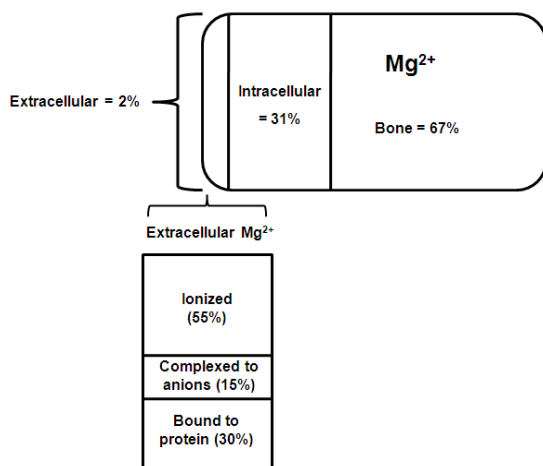 Mg²⁺
Extracellular = 2%
Intracellular
= 31%
Bone = 67%
Extracellular Mg²⁺
Ionized
(55%)
Complexed to
anions (15%)
Bound to
protein (30%)